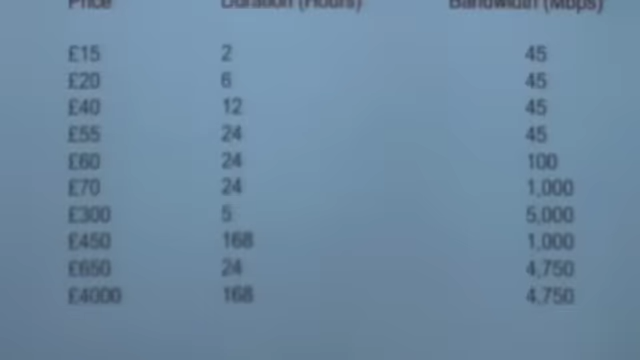 Price Duration (Hours) Bandwidth (Mbps)
£15 2 45
£20 6 45
£40 12 45
£55 24 45
£60 24 100
£70 24 1,000
£300 5 5,000
£450 168 1,000
£650 24 4,750
£4000 168 4,750